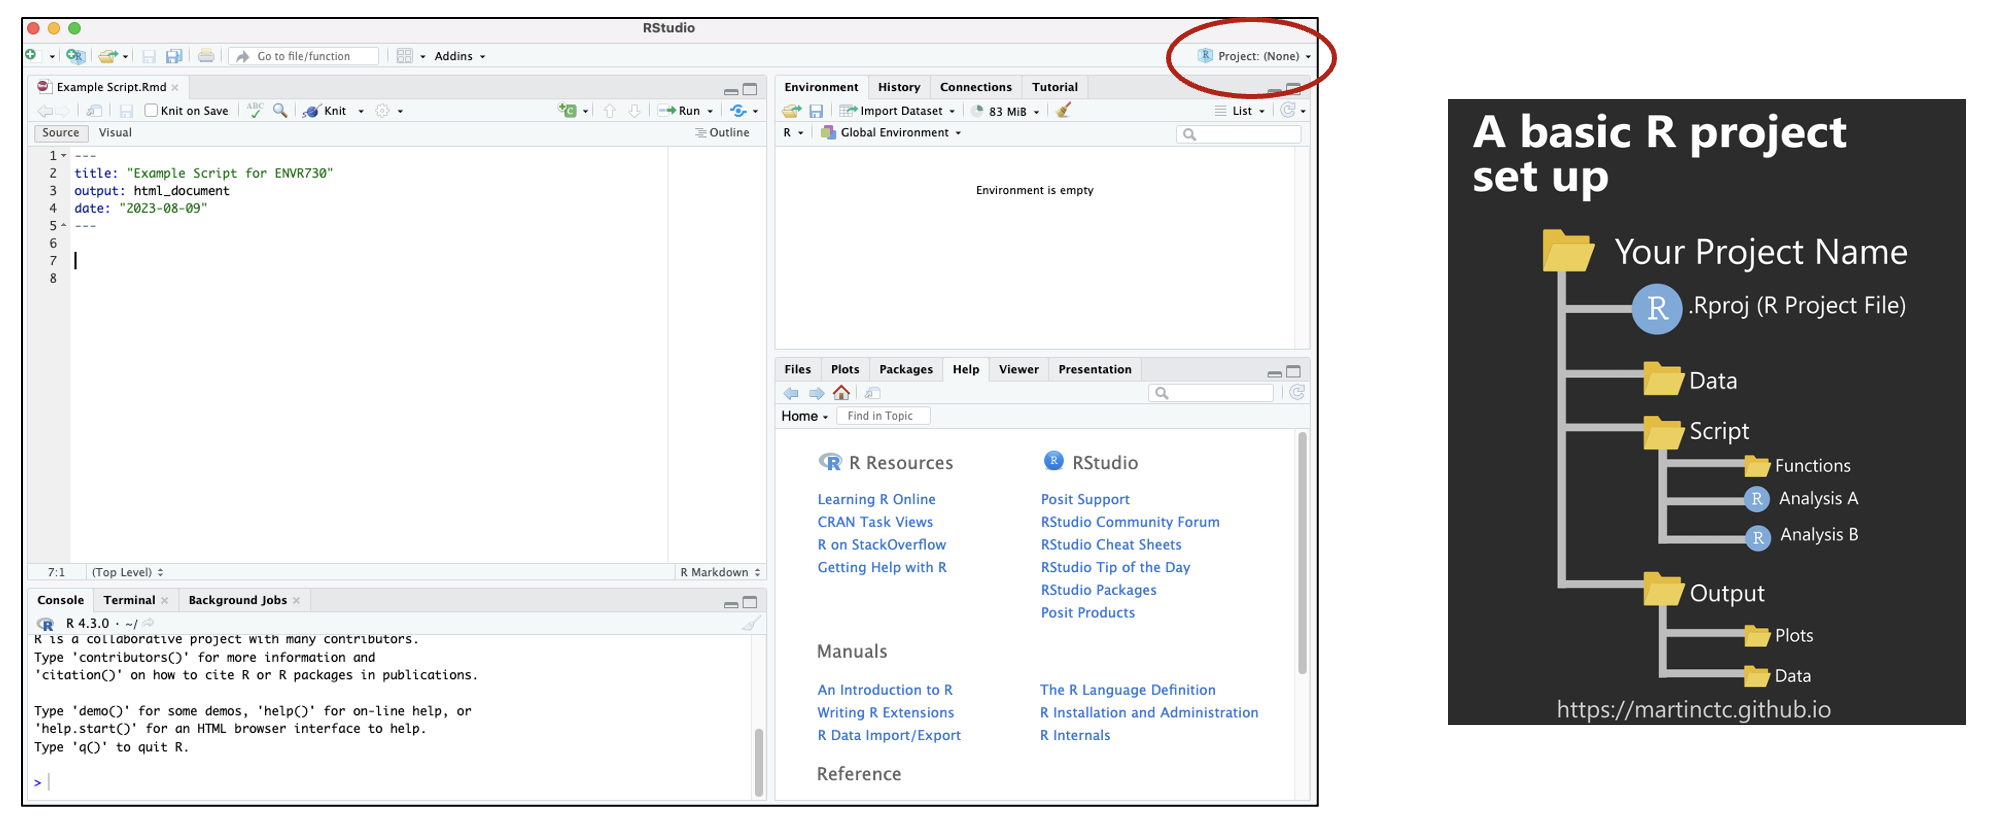 RStudio
Go to file/function
Addins
Project: (None)
Example Script.Rmd
Knit on Save
ABC
Knit
Run
Source Visual
Outline
1 ---
2 title: "Example Script for ENVR730"
3 output: html_document
4 date: "2023-08-09"
5 ---
6
7
8
7:1 (Top Level)
R Markdown
Console Terminal Background Jobs
R 4.3.0 · ~/
R is a collaborative project with many contributors.
Type 'contributors()' for more information and
'citation()' on how to cite R or R packages in publications.
Type 'demo()' for some demos, 'help()' for on-line help, or
'help.start()' for an HTML browser interface to help.
Type 'q()' to quit R.
>
Environment History Connections Tutorial
Import Dataset 83 MiB List
R Global Environment
Environment is empty
Files Plots Packages Help Viewer Presentation
Home Find in Topic
R Resources
Learning R Online
CRAN Task Views
R on StackOverflow
Getting Help with R
R RStudio
Posit Support
RStudio Community Forum
RStudio Cheat Sheets
RStudio Tip of the Day
RStudio Packages
Posit Products
Manuals
An Introduction to R
Writing R Extensions
R Data Import/Export
The R Language Definition
R Installation and Administration
R Internals
Reference
A basic R project
set up
Your Project Name
R .Rproj (R Project File)
Data
Script
Functions
R Analysis A
R Analysis B
Output
Plots
Data
https://martinctc.github.io